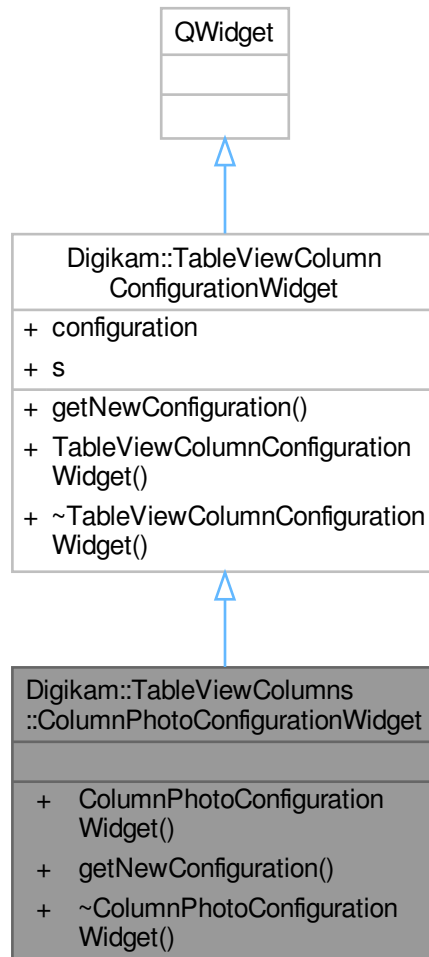 QWidget
Digikam::TableViewColumn
ConfigurationWidget
+ configuration
+ s
+ getNewConfiguration()
+ TableViewColumnConfiguration
Widget()
+ ~TableViewColumnConfiguration
Widget()
Digikam::TableViewColumns
::ColumnPhotoConfigurationWidget
+ ColumnPhotoConfiguration
Widget()
+ getNewConfiguration()
+ ~ColumnPhotoConfiguration
Widget()